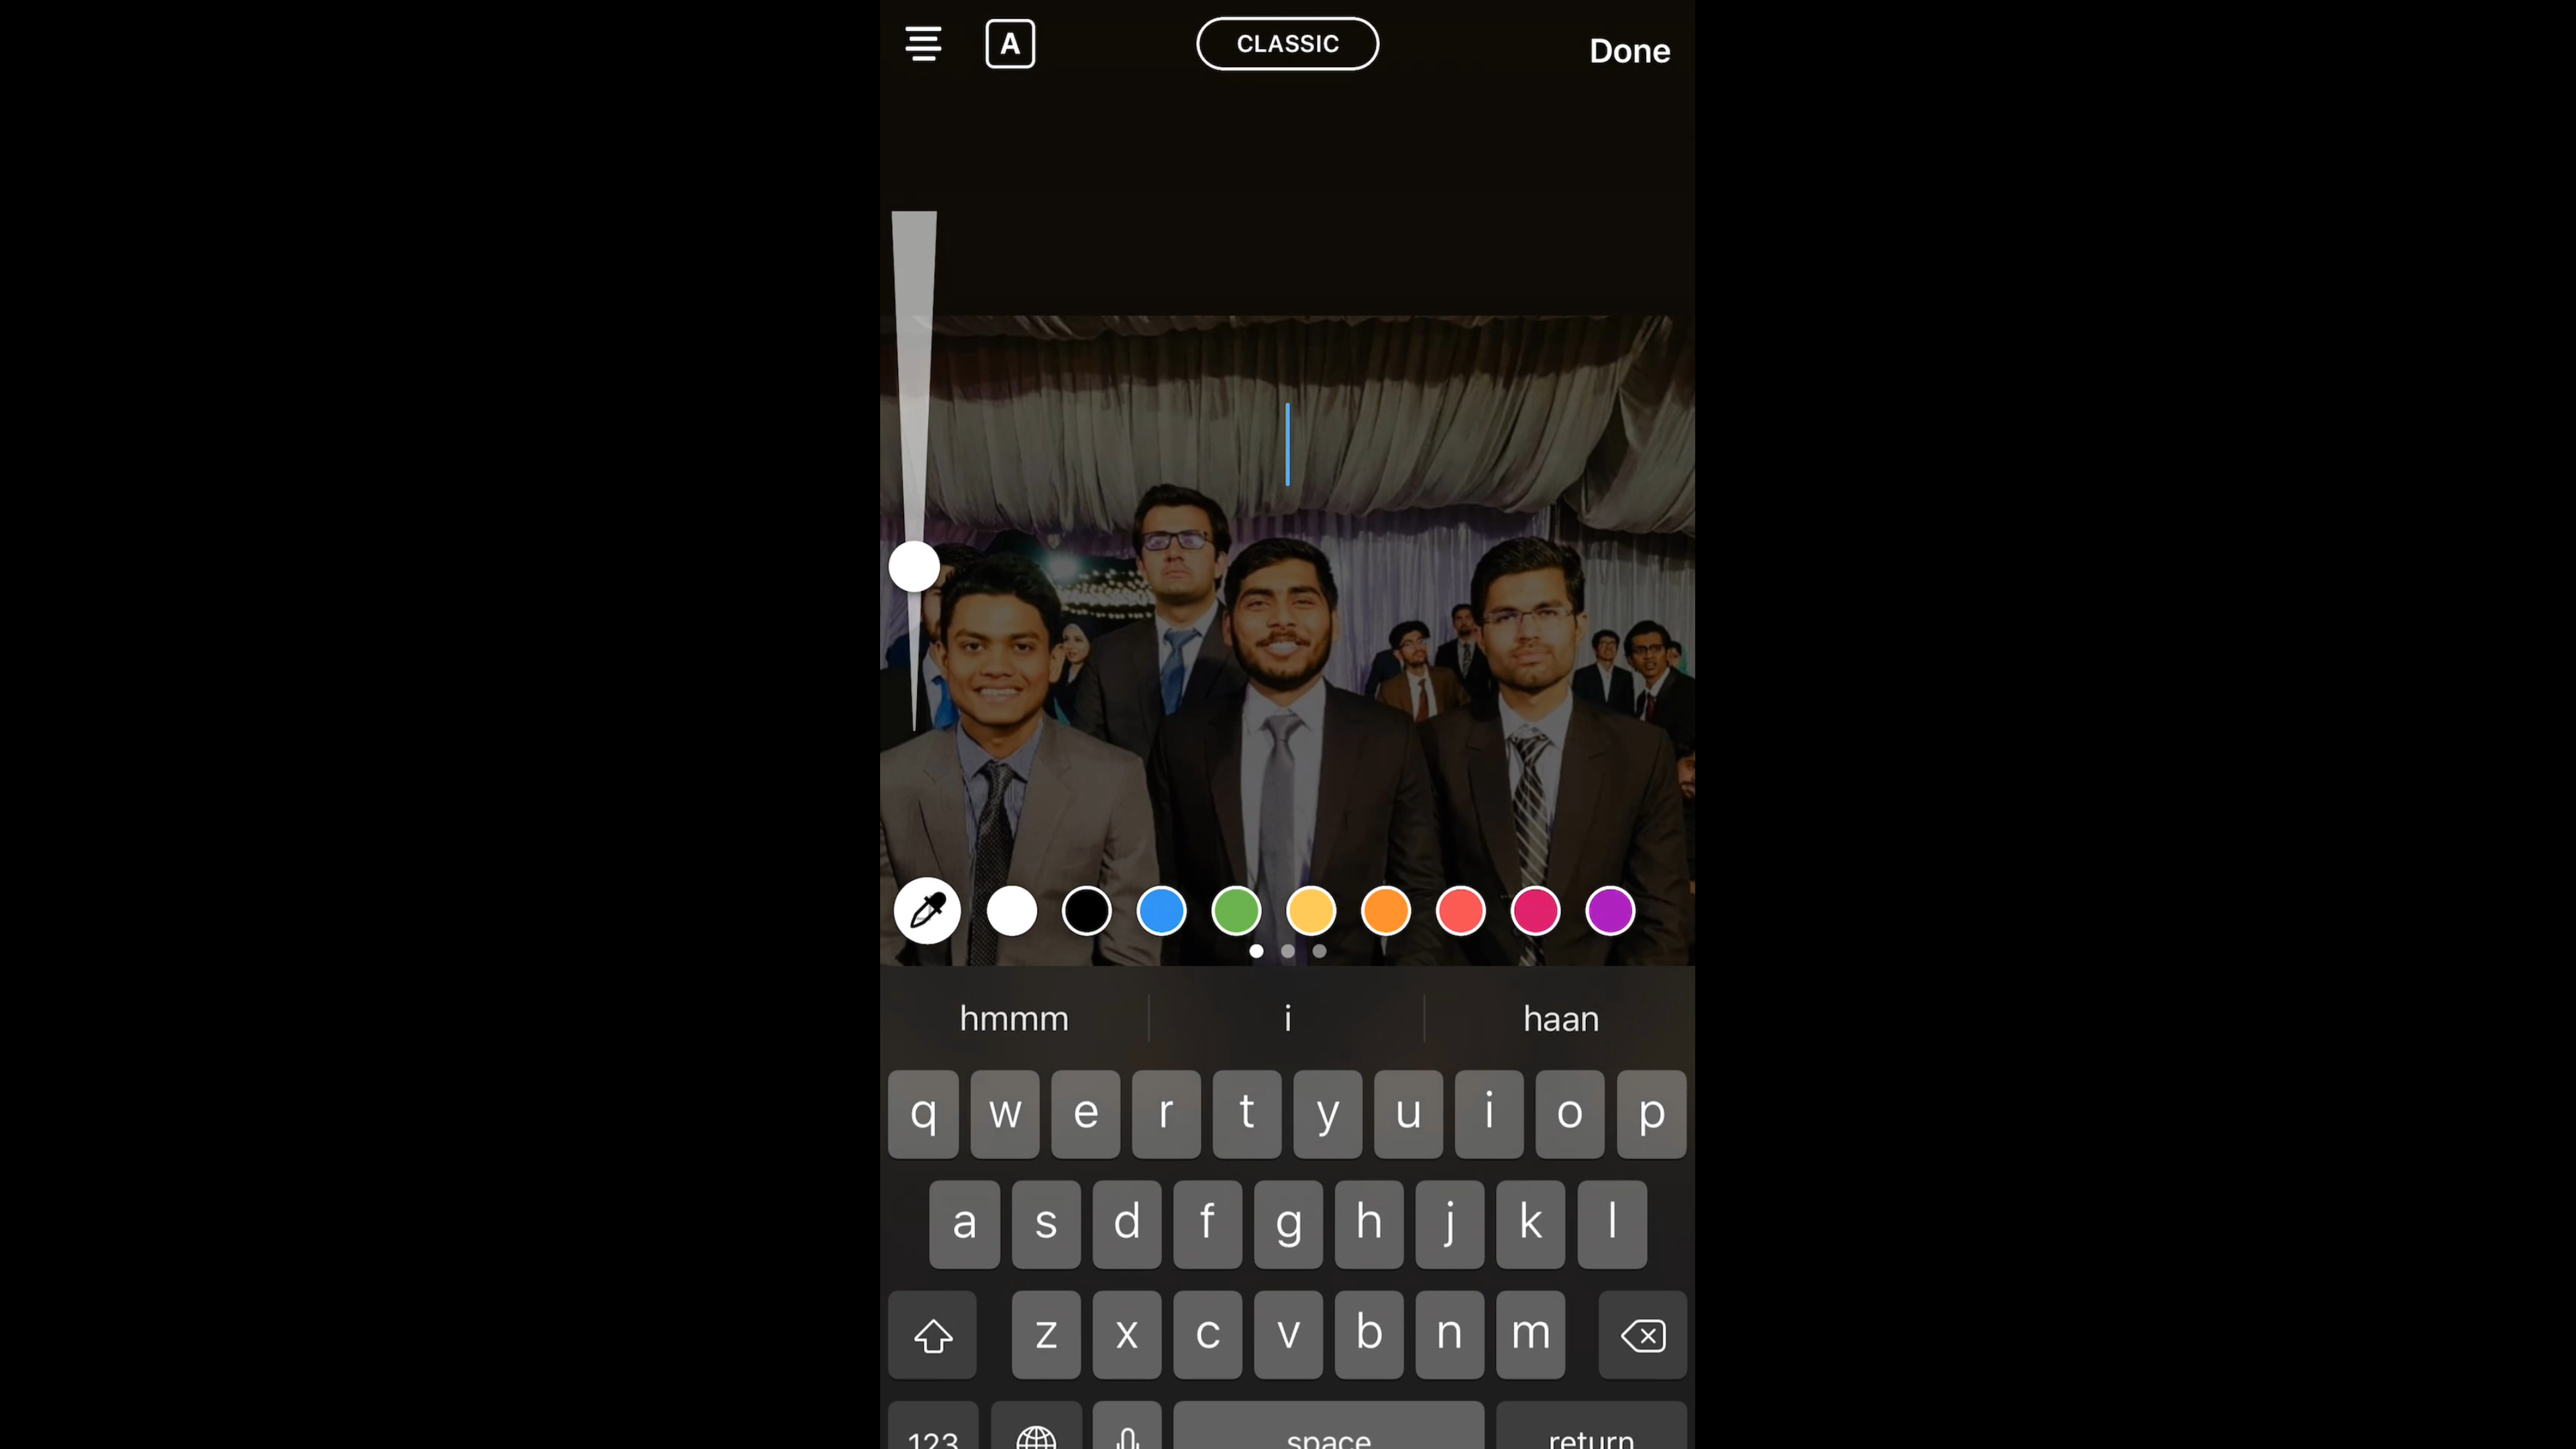 A CLASSIC Done
hmmm i haan
q w e r t y u i o p
a s d f g h j k l
z x c v b n m
123 space return